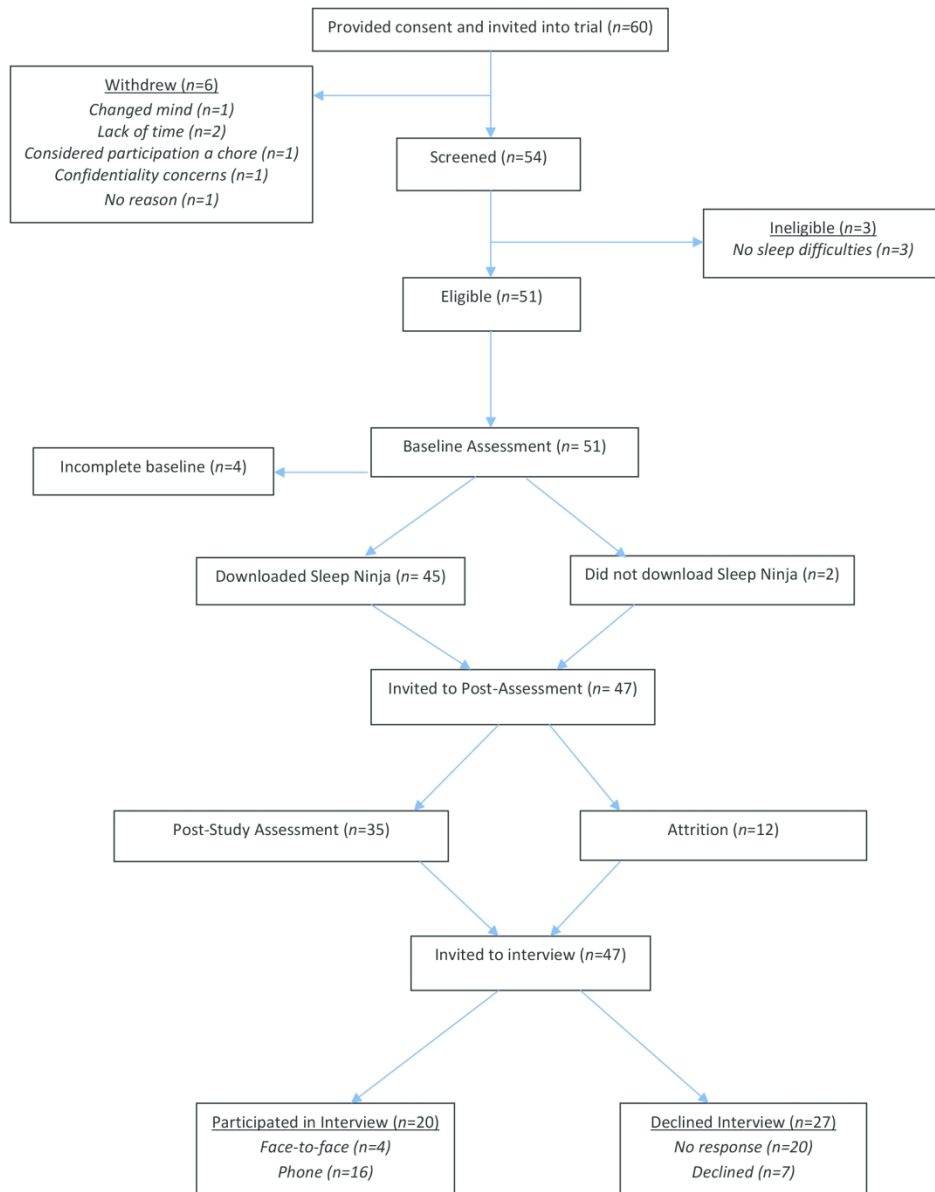 Provided consent and invited into trial (n=60)
Withdrew (n=6)
Changed mind (n=1)
Lack of time (n=2)
Considered participation a chore (n=1)
Confidentiality concerns (n=1)
No reason (n=1)
Screened (n=54)
Ineligible (n=3)
No sleep difficulties (n=3)
Eligible (n=51)
Baseline Assessment (n= 51)
Incomplete baseline (n=4)
Downloaded Sleep Ninja (n= 45)
Did not download Sleep Ninja (n=2)
Invited to Post-Assessment (n= 47)
Post-Study Assessment (n=35)
Attrition (n=12)
Invited to interview (n=47)
Participated in Interview (n=20)
Face-to-face (n=4)
Phone (n=16)
Declined Interview (n=27)
No response (n=20)
Declined (n=7)